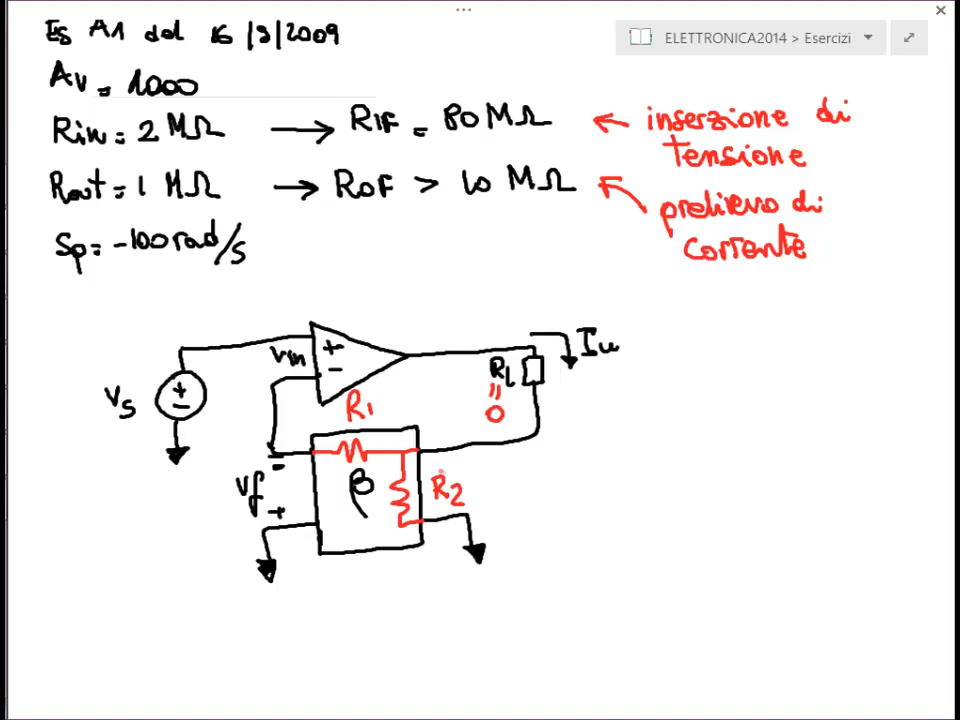 Es A1 del 16/9/2009
ELETTRONICA2014 > Esercizi
Av = 1000
Rin = 2 MΩ → RIF = 80 MΩ ← inserzione di tensione
Rout = 1 MΩ → ROF > 10 MΩ prelievo di corrente
Sp = -100 rad/s
Iu
Vin
+
-
RL
=
0
Vs
+
-
R1
Vf
-
+
β
R2